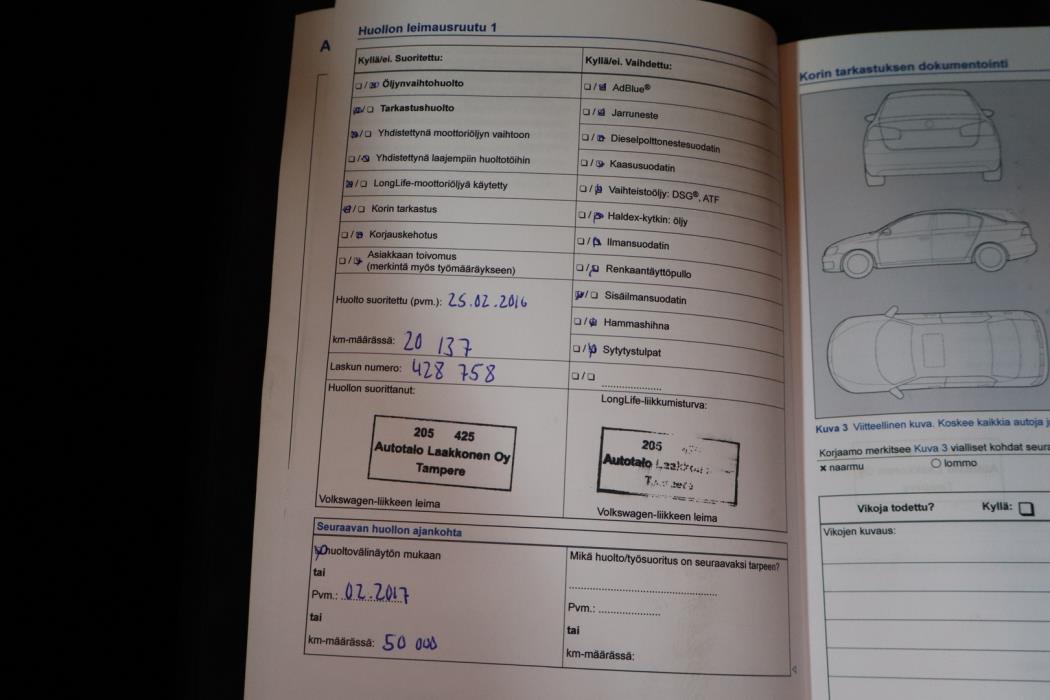 A
Huollon leimausruutu 1
Kyllä/ei. Suoritettu:
☐/☒ Öljynvaihtohuolto
☒/☐ Tarkastushuolto
☒/☐ Yhdistettynä moottoriöljyn vaihtoon
☐/☒ Yhdistettynä laajempiin huoltotöihin
☒/☐ LongLife-moottoriöljyä käytetty
☒/☐ Korin tarkastus
☐/☒ Korjauskehotus
☐/☒ Asiakkaan toivomus
(merkintä myös työmääräykseen)
Huolto suoritettu (pvm.): 25.02.2016
km-määrässä: 20 137
Laskun numero: 428 758
Huollon suorittanut:
205 425
Autotalo Laakkonen Oy
Tampere
Volkswagen-liikkeen leima
Kyllä/ei. Vaihdettu:
☐/☒ AdBlue®
☐/☒ Jarruneste
☐/☒ Dieselpolttonestesuodatin
☐/☒ Kaasusuodatin
☐/☒ Vaihteistoöljy: DSG®, ATF
☐/☒ Haldex-kytkin: öljy
☐/☒ Ilmansuodatin
☐/☒ Renkaantäyttöpullo
☒/☐ Sisäilmansuodatin
☐/☒ Hammashihna
☐/☒ Sytytystulpat
☐/☐ ....................
LongLife-liikkumisturva:
205
Autotalo
Volkswagen-liikkeen leima
Seuraavan huollon ajankohta
huoltovälinäytön mukaan
tai
Pvm.: 02.2017
tai
km-määrässä: 50 000
Mikä huolto/työsuoritus on seuraavaksi tarpeen?
Pvm.: ....................
tai
km-määrässä:
Korin tarkastuksen dokumentointi
Kuva 3 Viitteellinen kuva. Koskee kaikkia autoja
Korjaamo merkitsee Kuva 3 vialliset kohdat
x naarmu ○ lommo
Vikoja todettu? Kyllä: ☐
Vikojen kuvaus: